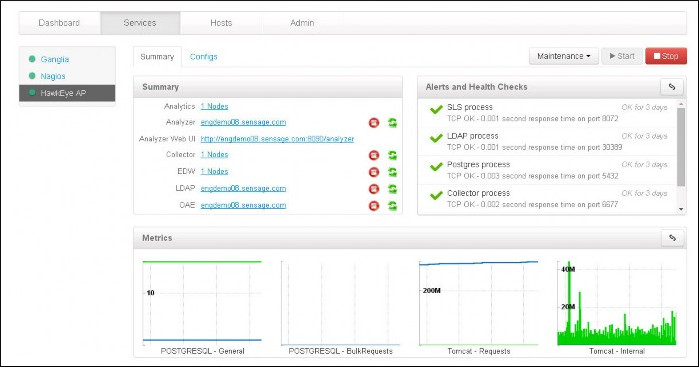 Dashboard Services Hosts Admin
Ganglia
Nagios
HawkEye AP
Summary Configs
Maintenance Start Stop
Summary
Analytics 1 Nodes
Analyzer engdemo08.sensage.com
Analyzer Web UI http://engdemo08.sensage.com:8090/analyzer
Collector 1 Nodes
EDW 1 Nodes
LDAP engdemo08.sensage.com
OAE engdemo08.sensage.com
Alerts and Health Checks
SLS process OK for 3 days
TCP OK - 0.001 second response time on port 8072
LDAP process OK for 3 days
TCP OK - 0.001 second response time on port 30389
Postgres process OK for 3 days
TCP OK - 0.003 second response time on port 5432
Collector process OK for 3 days
TCP OK - 0.002 second response time on port 6677
Metrics
10
POSTGRESQL - General
POSTGRESQL - BulkRequests
200M
Tomcat - Requests
40M
20M
Tomcat - Internal